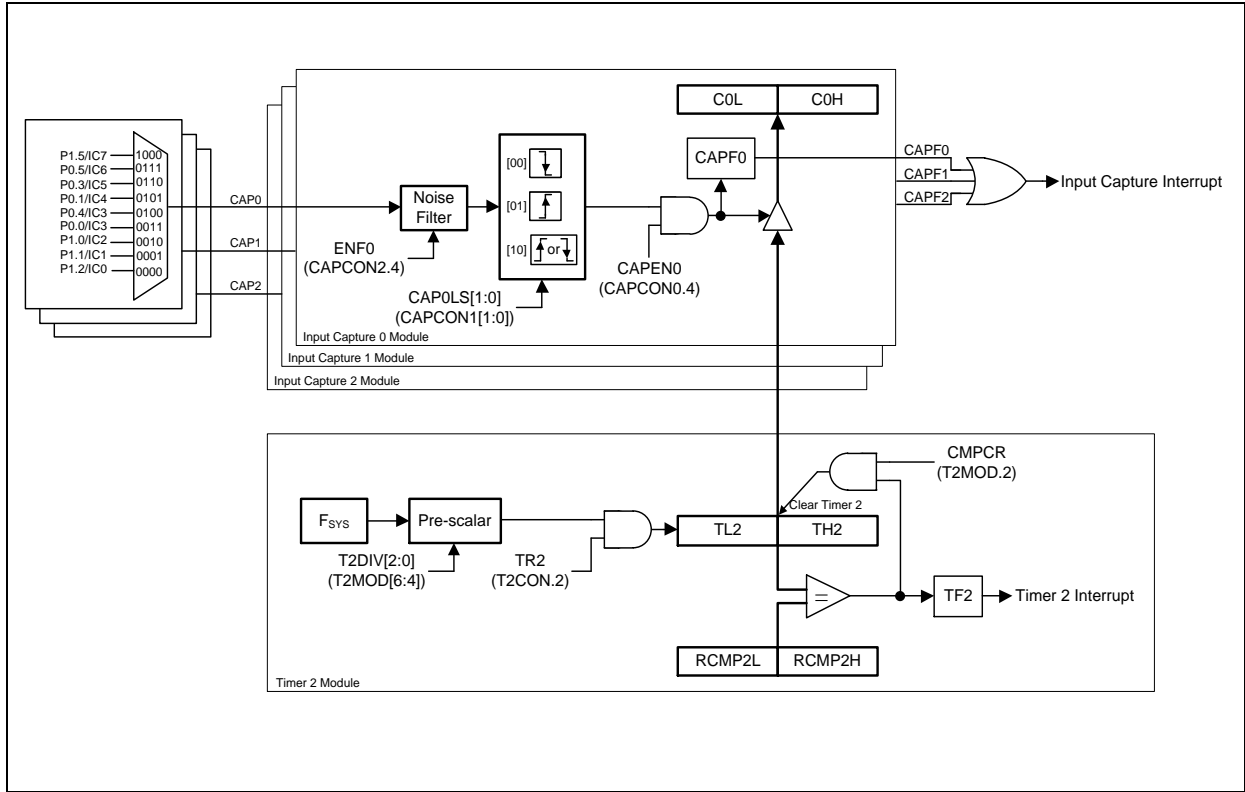 C0L
C0H
P1.5/IC7
1000
P0.5/IC6
0111
P0.3/IC5
0110
P0.1/IC4
0101
P0.4/IC3
0100
P0.0/IC3
0011
P1.0/IC2
0010
P1.1/IC1
0001
P1.2/IC0
0000
CAP0
CAP1
CAP2
Noise
Filter
ENF0
(CAPCON2.4)
[00]
[01]
[10]
or
CAP0LS[1:0]
(CAPCON1[1:0])
CAPF0
CAPEN0
(CAPCON0.4)
CAPF0
CAPF1
CAPF2
Input Capture Interrupt
Input Capture 0 Module
Input Capture 1 Module
Input Capture 2 Module
CMPCR
(T2MOD.2)
Clear Timer 2
FSYS
Pre-scalar
TL2
TH2
T2DIV[2:0]
(T2MOD[6:4])
TR2
(T2CON.2)
=
TF2
Timer 2 Interrupt
RCMP2L
RCMP2H
Timer 2 Module